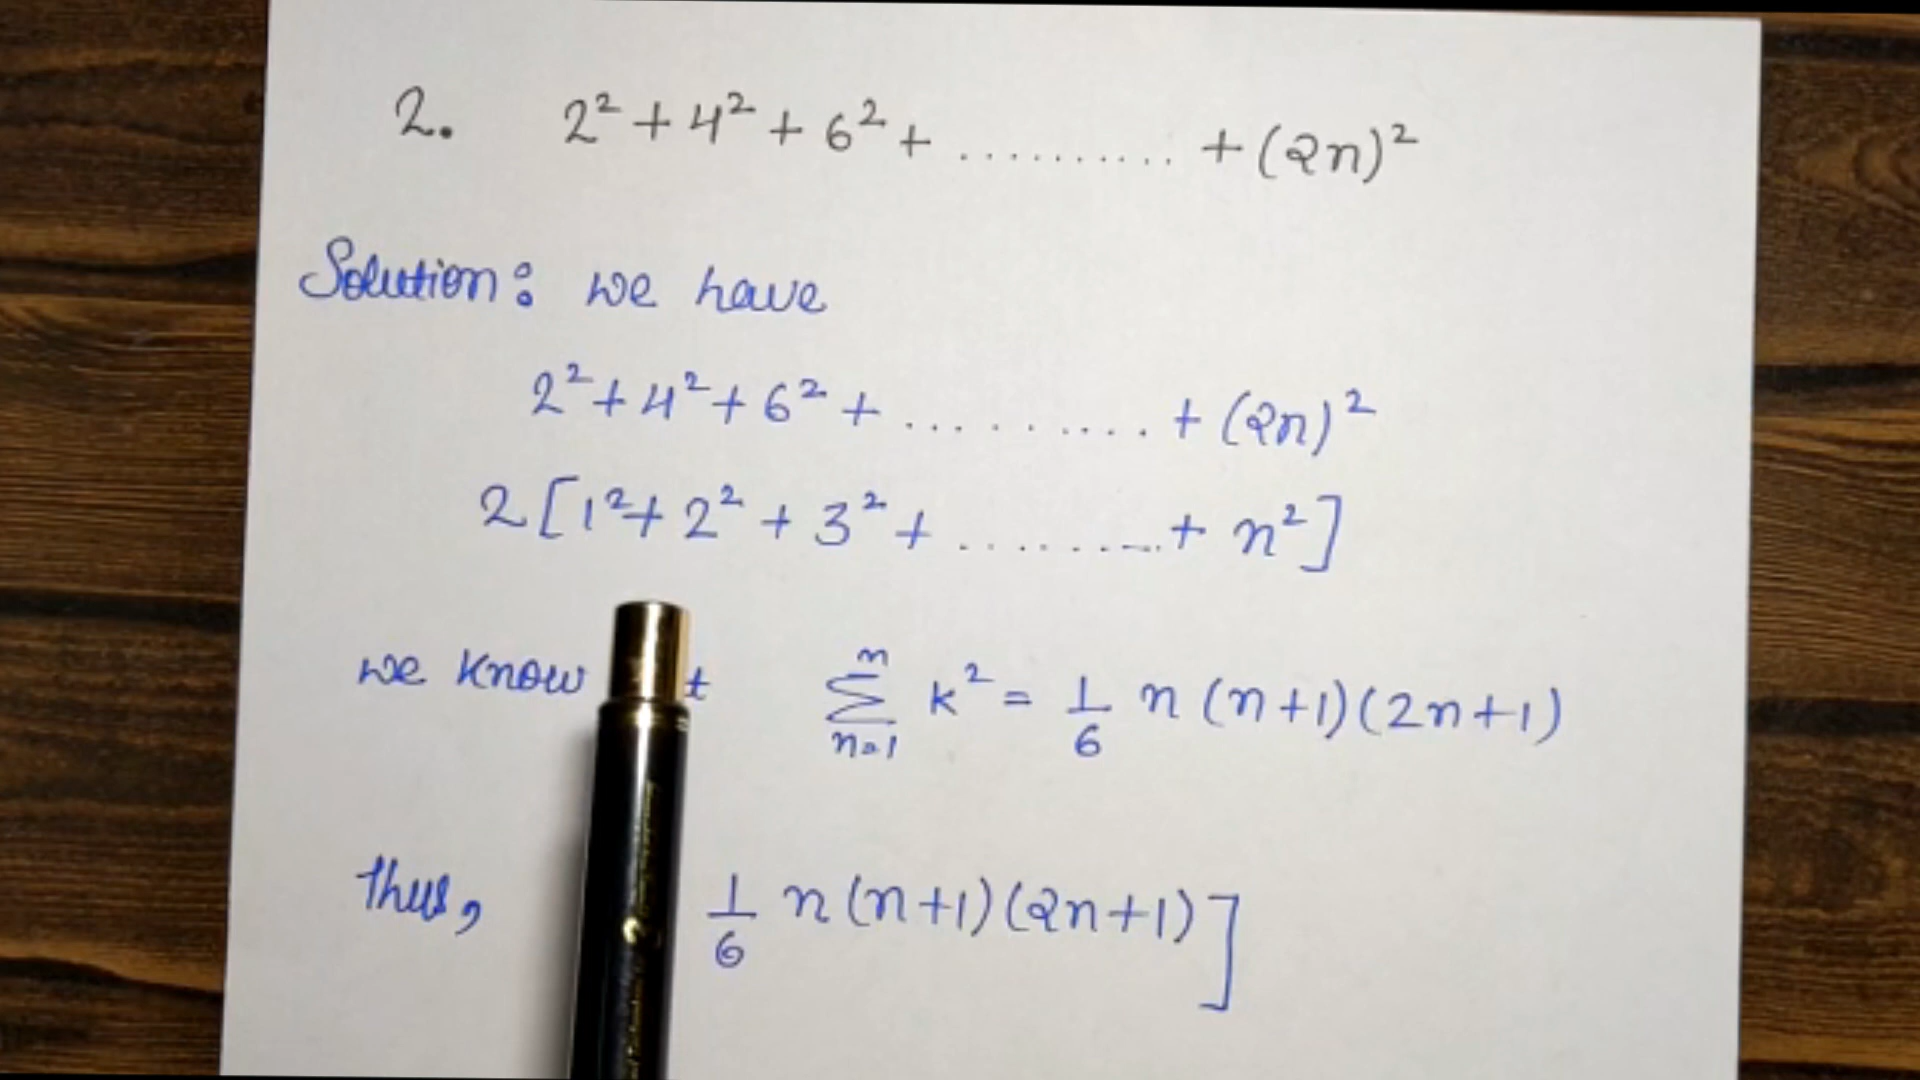 2. 2² + 4² + 6² + .......... + (2n)²
Solution: we have
2² + 4² + 6² + ......... + (2n)²
2 [1² + 2² + 3² + ........ + n²]
we know t
n
∑ k² = 1/6 n (n+1)(2n+1)
n=1
thus, 1/6 n(n+1)(2n+1)]